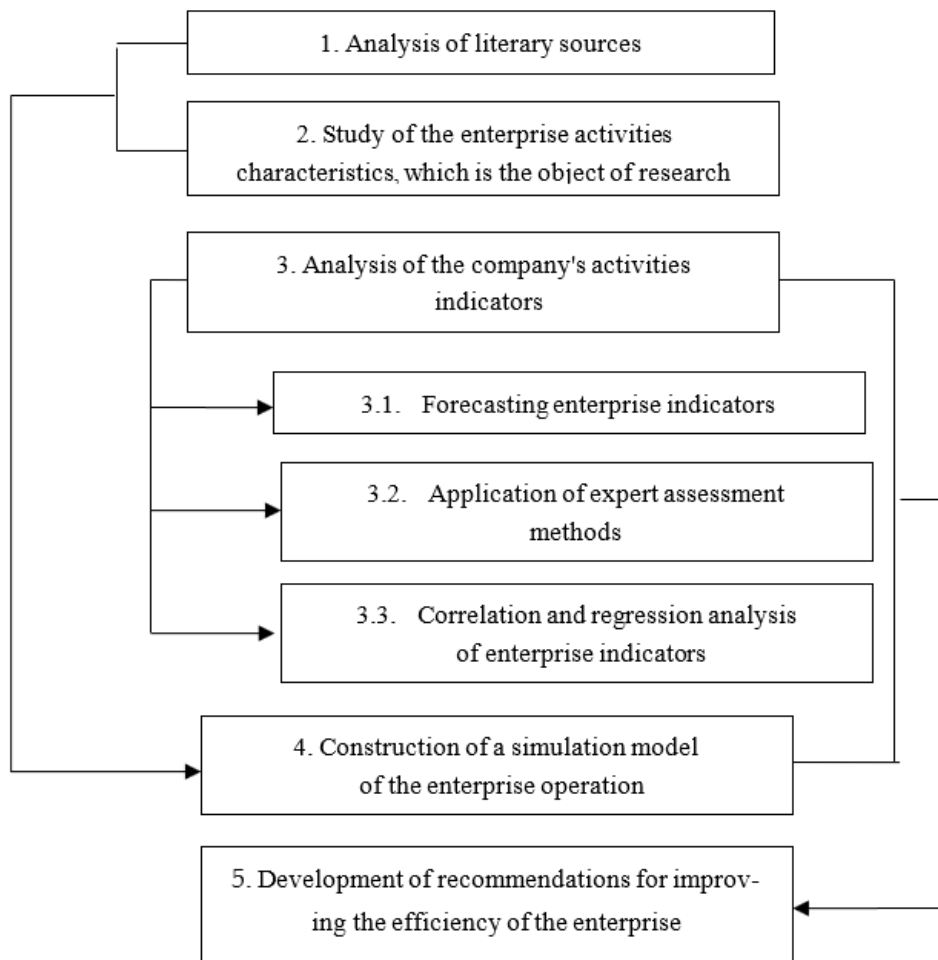 1. Analysis of literary sources
2. Study of the enterprise activities
characteristics, which is the object of research
3. Analysis of the company's activities
indicators
3.1. Forecasting enterprise indicators
3.2. Application of expert assessment
methods
3.3. Correlation and regression analysis
of enterprise indicators
4. Construction of a simulation model
of the enterprise operation
5. Development of recommendations for improv-
ing the efficiency of the enterprise